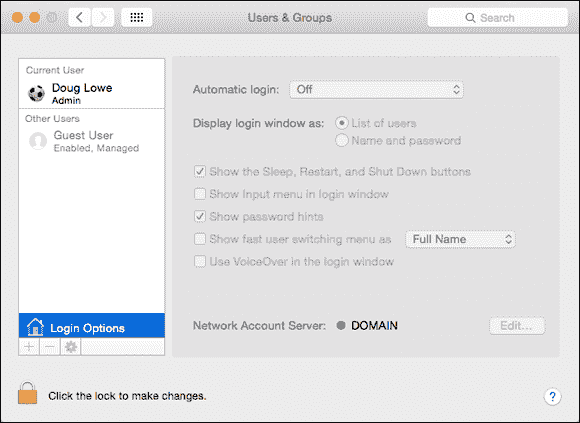 Users & Groups
Search
Current User
Doug Lowe
Admin
Other Users
Guest User
Enabled, Managed
Login Options
Automatic login: Off
Display login window as: List of users
Name and password
Show the Sleep, Restart, and Shut Down buttons
Show Input menu in login window
Show password hints
Show fast user switching menu as Full Name
Use VoiceOver in the login window
Network Account Server: DOMAIN Edit...
Click the lock to make changes.
?